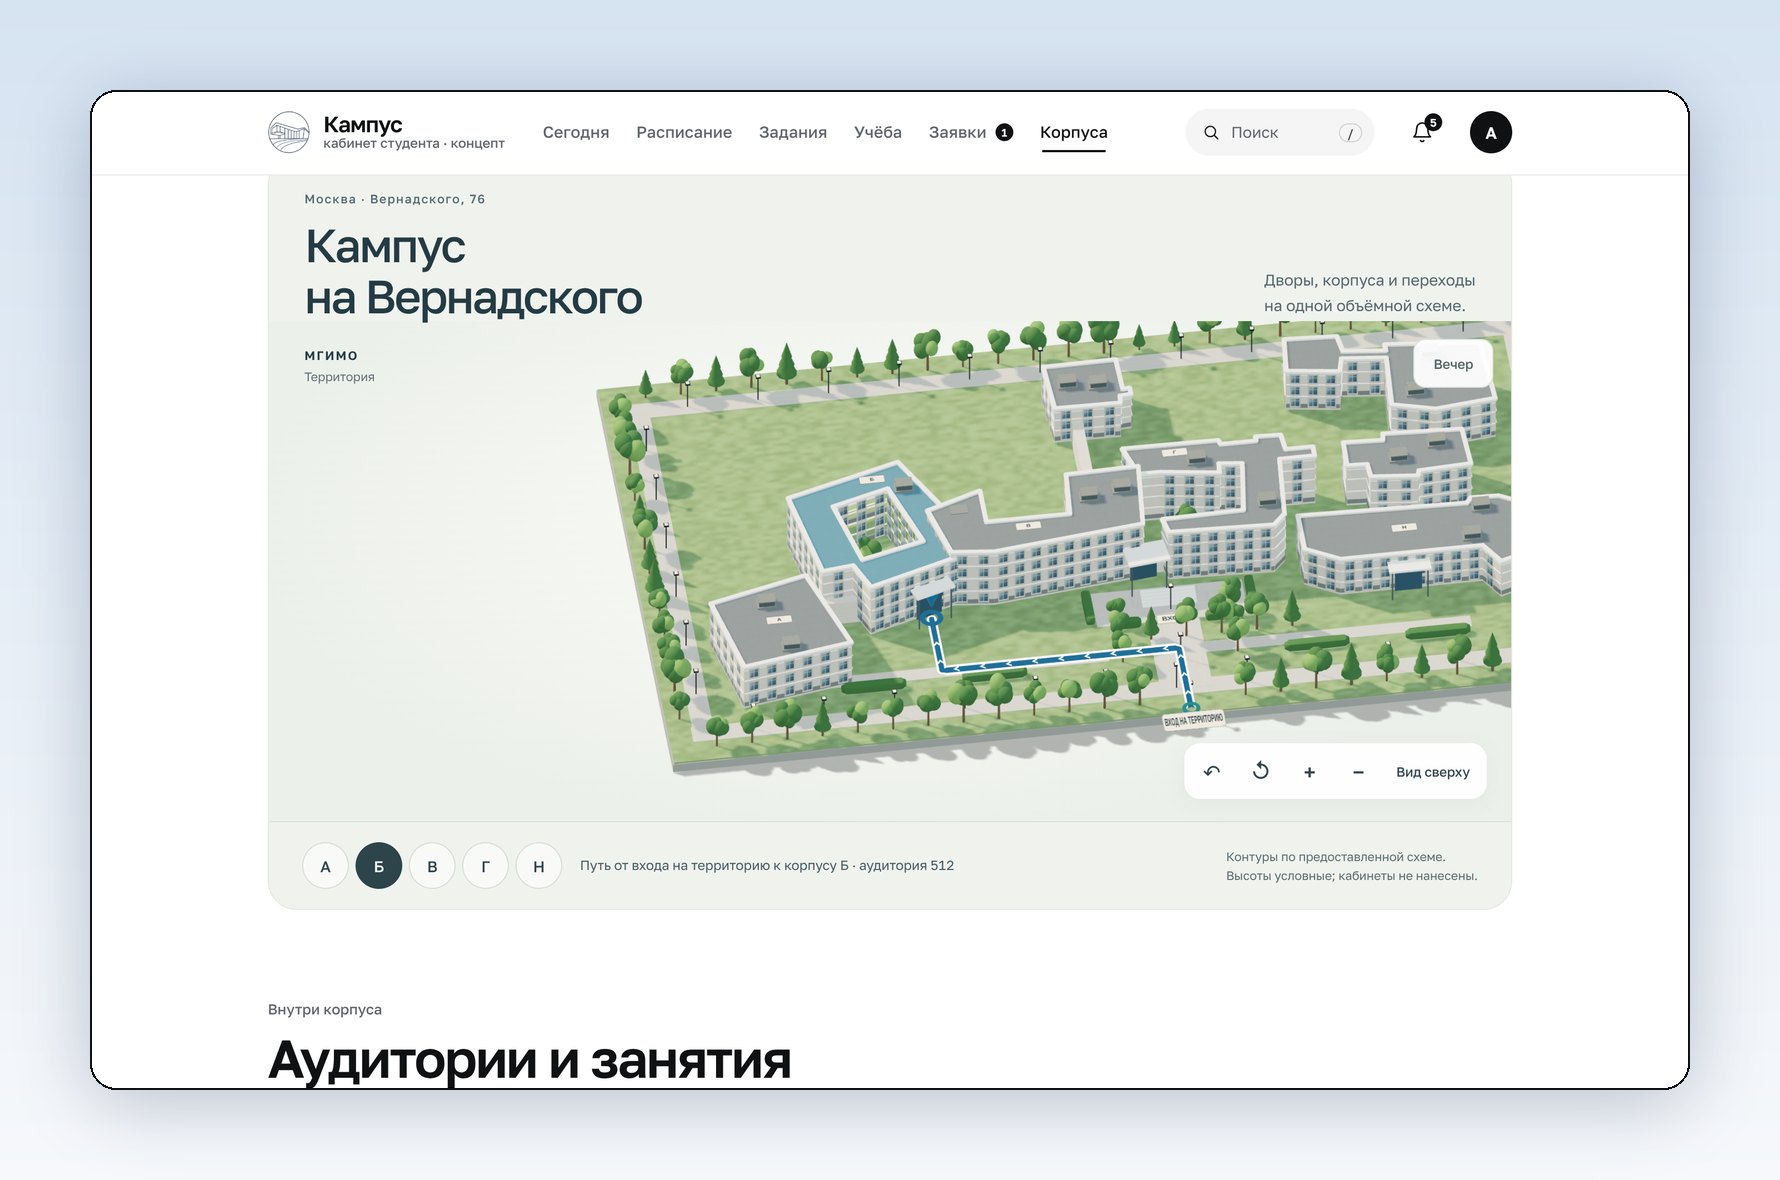 Кампус
кабинет студента · концепт
Сегодня
Расписание
Задания
Учёба
Заявки 1
Корпуса
Поиск /
5
А
Москва · Вернадского, 76
Кампус
на Вернадского
Дворы, корпуса и переходы
на одной объёмной схеме.
МГИМО
Территория
Вечер
Г
Б
В
Н
А
ВХОД НА ТЕРРИТОРИЮ
+
−
Вид сверху
А
Б
В
Г
Н
Путь от входа на территорию к корпусу Б · аудитория 512
Контуры по предоставленной схеме.
Высоты условные; кабинеты не нанесены.
Внутри корпуса
Аудитории и занятия